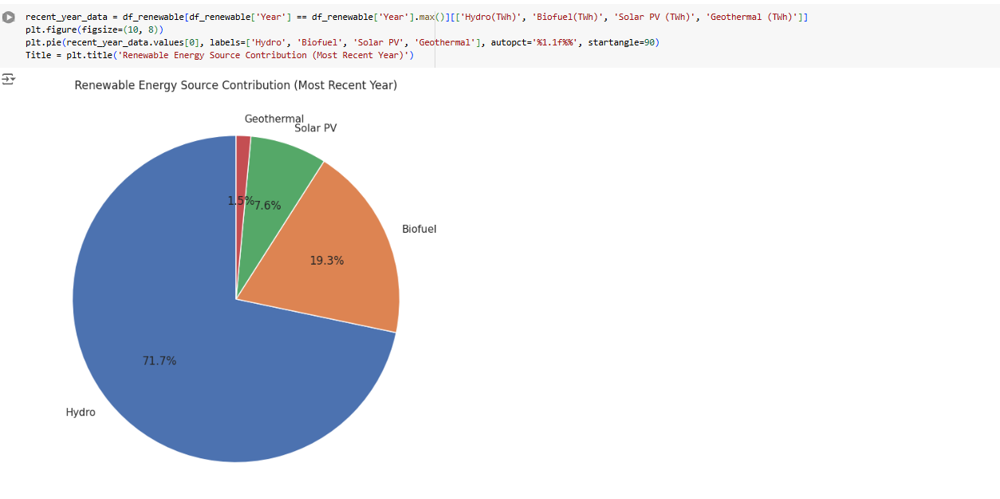 recent_year_data = df_renewable[df_renewable['Year'] == df_renewable['Year'].max()][['Hydro(TWh)', 'Biofuel(TWh)', 'Solar PV (TWh)', 'Geothermal (TWh)']]
plt.figure(figsize=(10, 8))
plt.pie(recent_year_data.values[0], labels=['Hydro', 'Biofuel', 'Solar PV', 'Geothermal'], autopct='%1.1f%%', startangle=90)
Title = plt.title('Renewable Energy Source Contribution (Most Recent Year)')
Renewable Energy Source Contribution (Most Recent Year)
Geothermal
Solar PV
1.5%
7.6%
Biofuel
19.3%
71.7%
Hydro